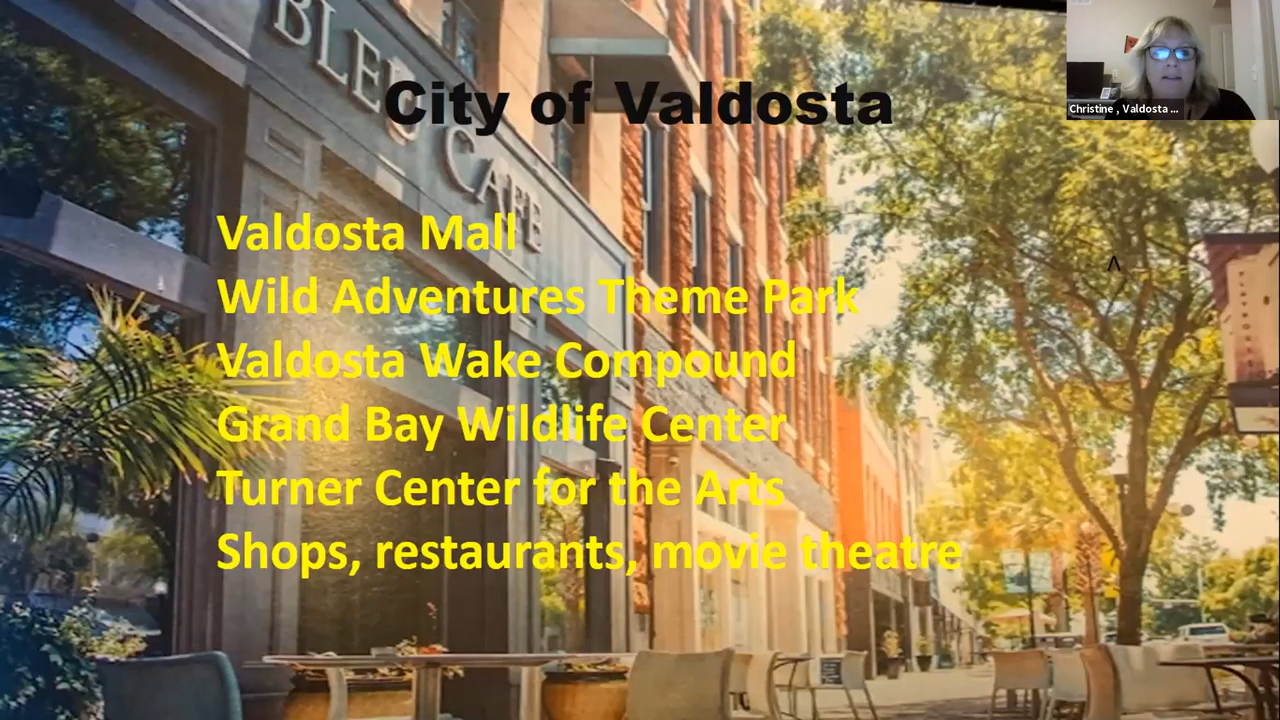 BLEU CAFE
City of Valdosta
Christine , Valdosta ...
Valdosta Mall
Wild Adventures Theme Park
Valdosta Wake Compound
Grand Bay Wildlife Center
Turner Center for the Arts
Shops, restaurants, movie theatre